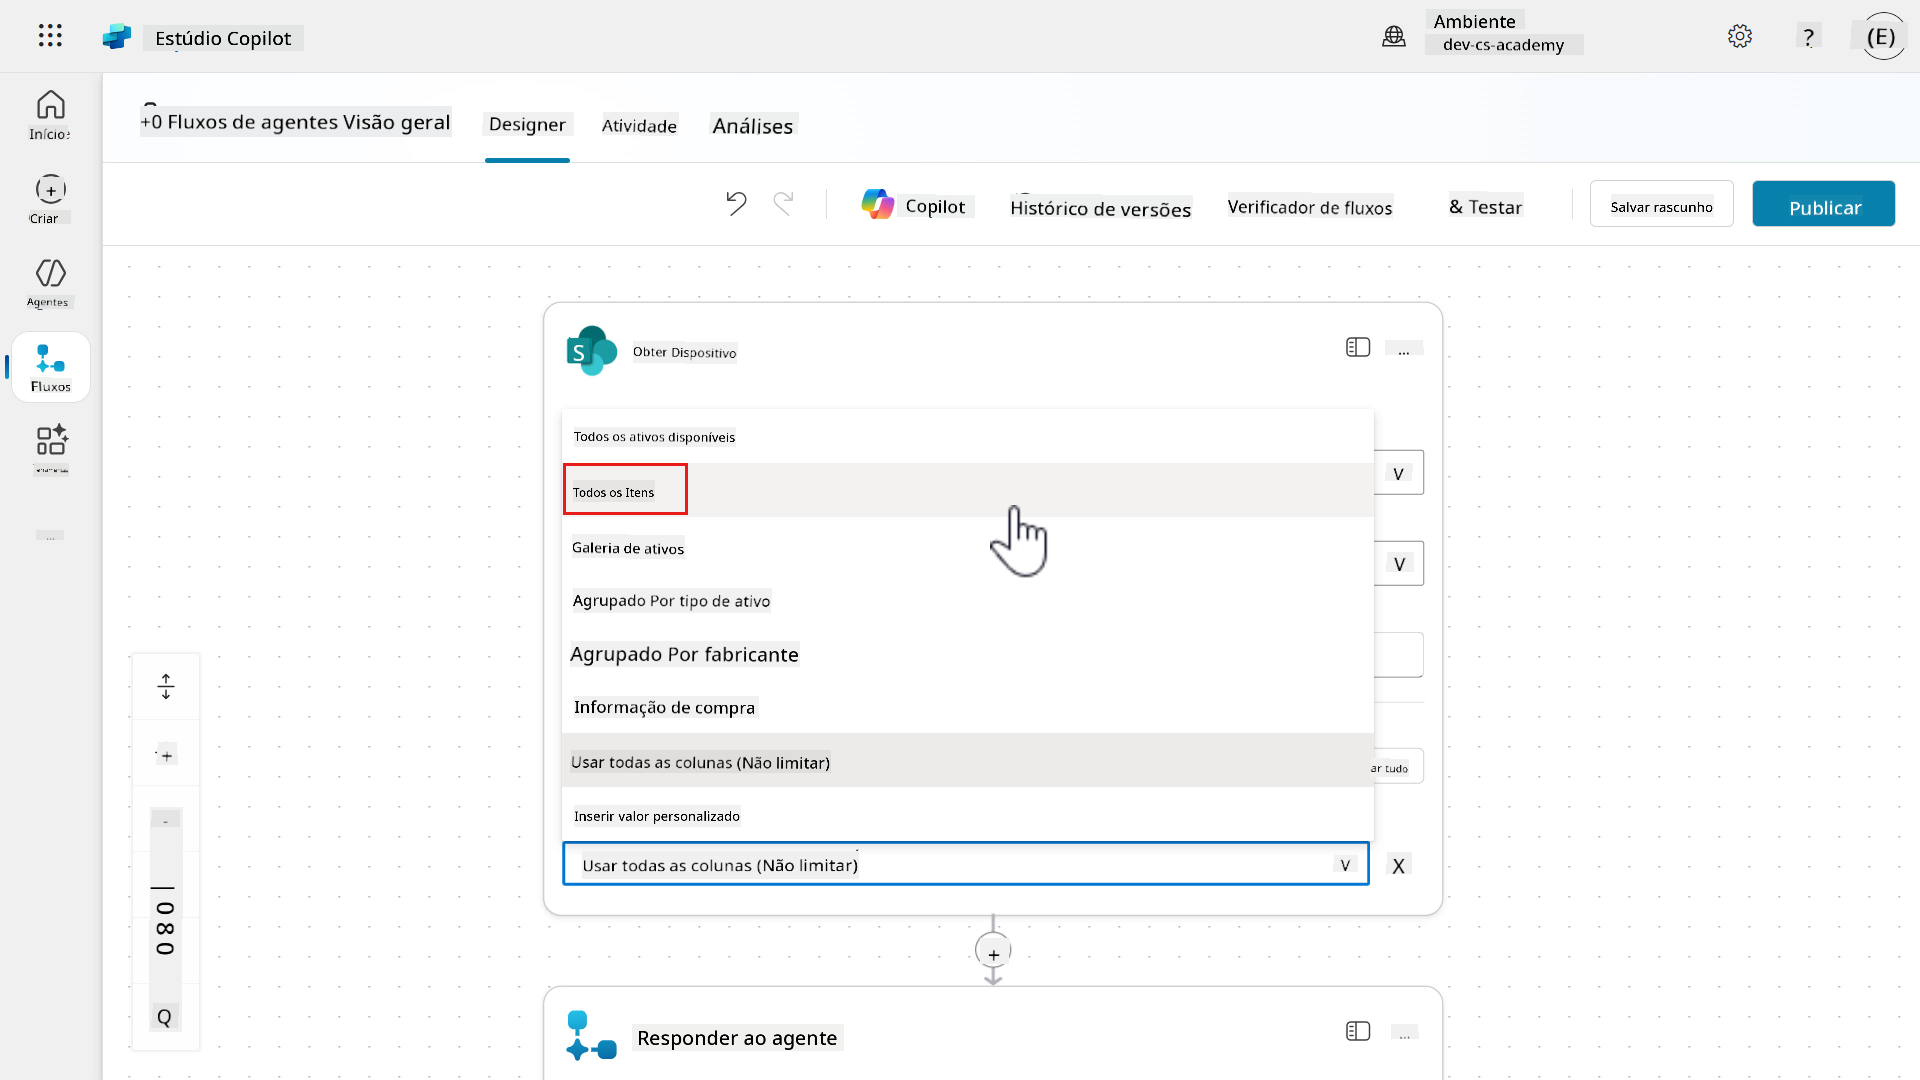 Estúdio Copilot
Ambiente
dev-cs-academy
?
(E)
Início
Criar
Agentes
Fluxos
...
+0 Fluxos de agentes Visão geral
Designer
Atividade
Análises
Copilot
Histórico de versões
Verificador de fluxos
& Testar
Salvar rascunho
Publicar
S
Obter Dispositivo
...
Todos os ativos disponíveis
Todos os Itens
V
Galeria de ativos
V
Agrupado Por tipo de ativo
Agrupado Por fabricante
Informação de compra
Usar todas as colunas (Não limitar)
ar tudo
Inserir valor personalizado
Usar todas as colunas (Não limitar)
V
X
+
+
-
| 080
Q
Responder ao agente
...